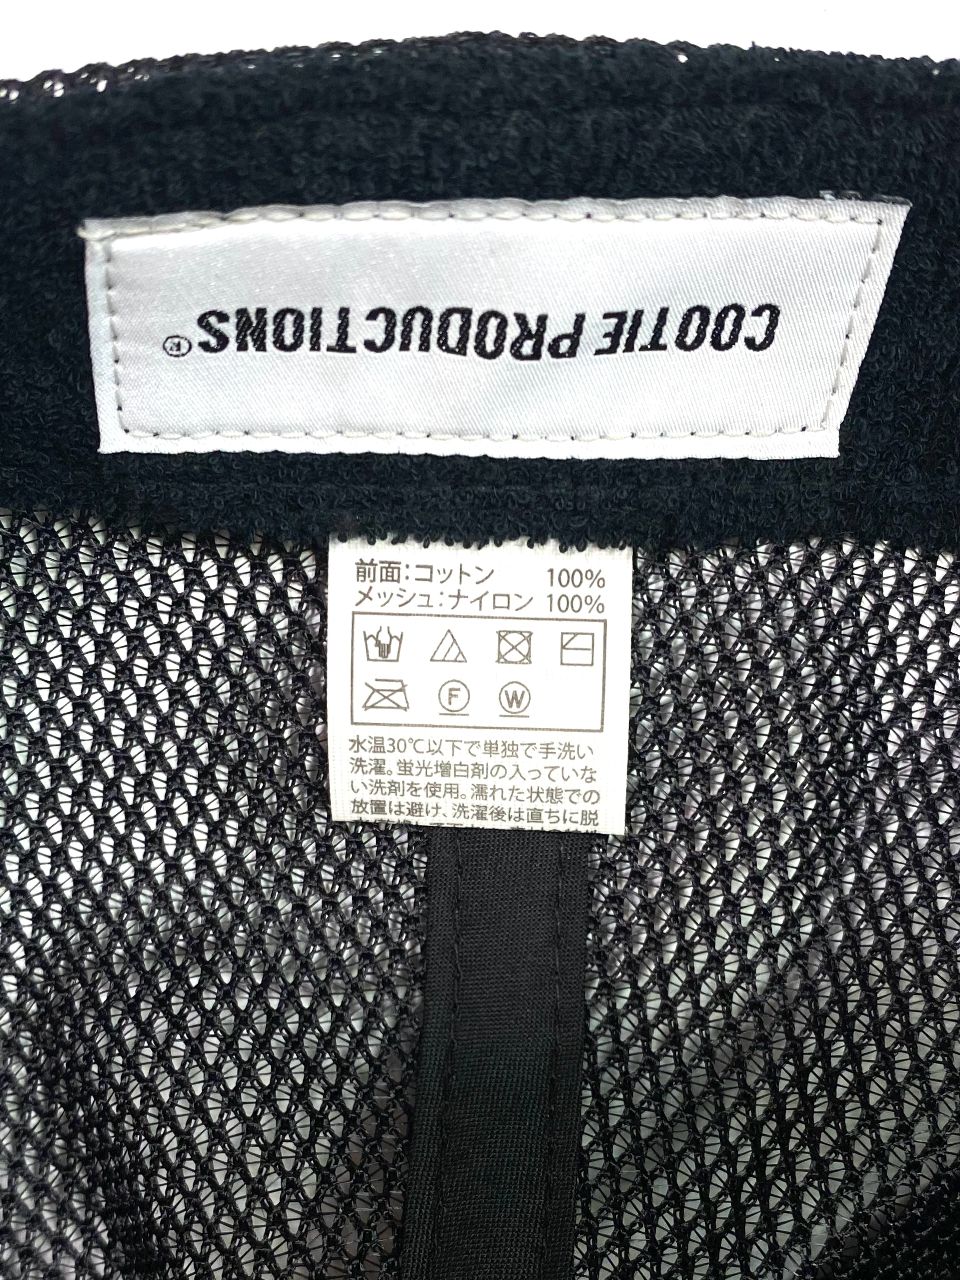 COOTIE PRODUCTIONS®
前面:コットン 100%
メッシュ:ナイロン 100%
F W
水温30℃以下で単独で手洗い
洗濯。蛍光増白剤の入っていな
い洗剤を使用。濡れた状態での
放置は避け、洗濯後は直ちに脱